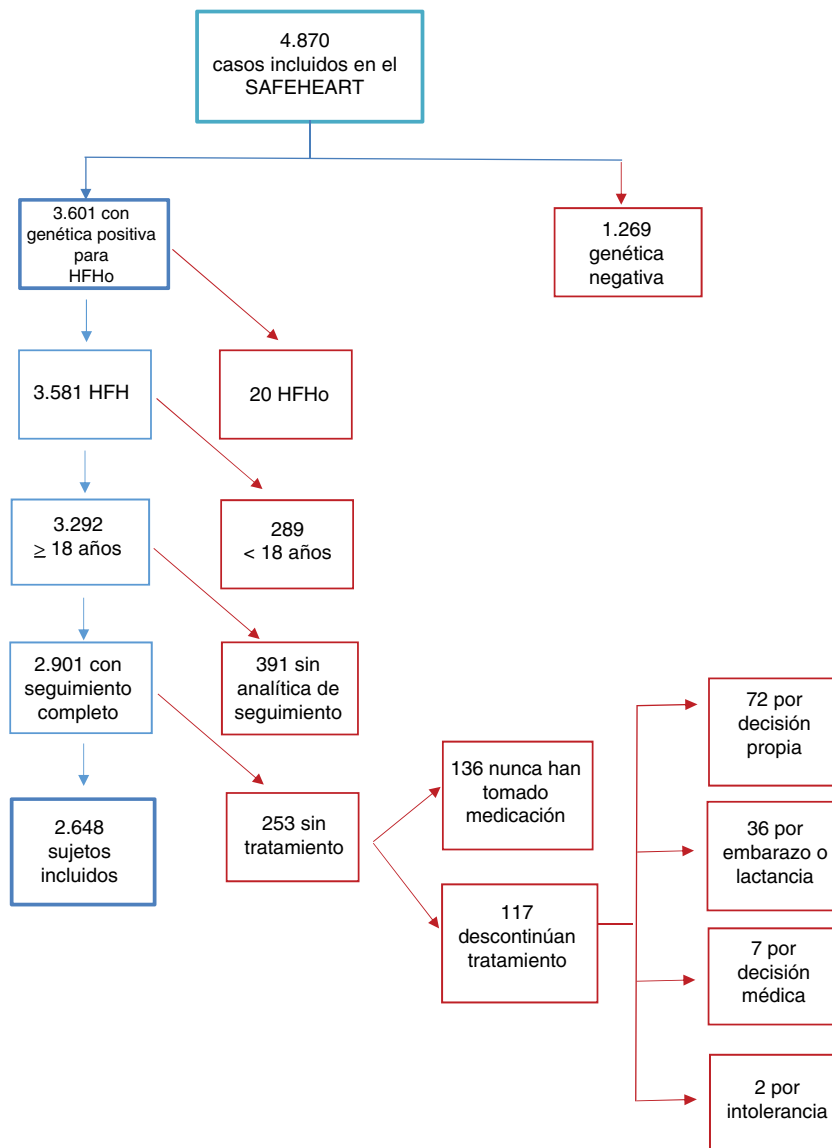 4.870
casos incluidos en el
SAFEHEART
3.601 con
genética positiva
para
HFHo
1.269
genética
negativa
3.581 HFH
20 HFHo
3.292
≥ 18 años
289
< 18 años
2.901 con
seguimiento
completo
391 sin
analítica de
seguimiento
2.648
sujetos
incluidos
253 sin
tratamiento
136 nunca han
tomado
medicación
117
descontinúan
tratamiento
72 por
decisión
propia
36 por
embarazo o
lactancia
7 por
decisión
médica
2 por
intolerancia